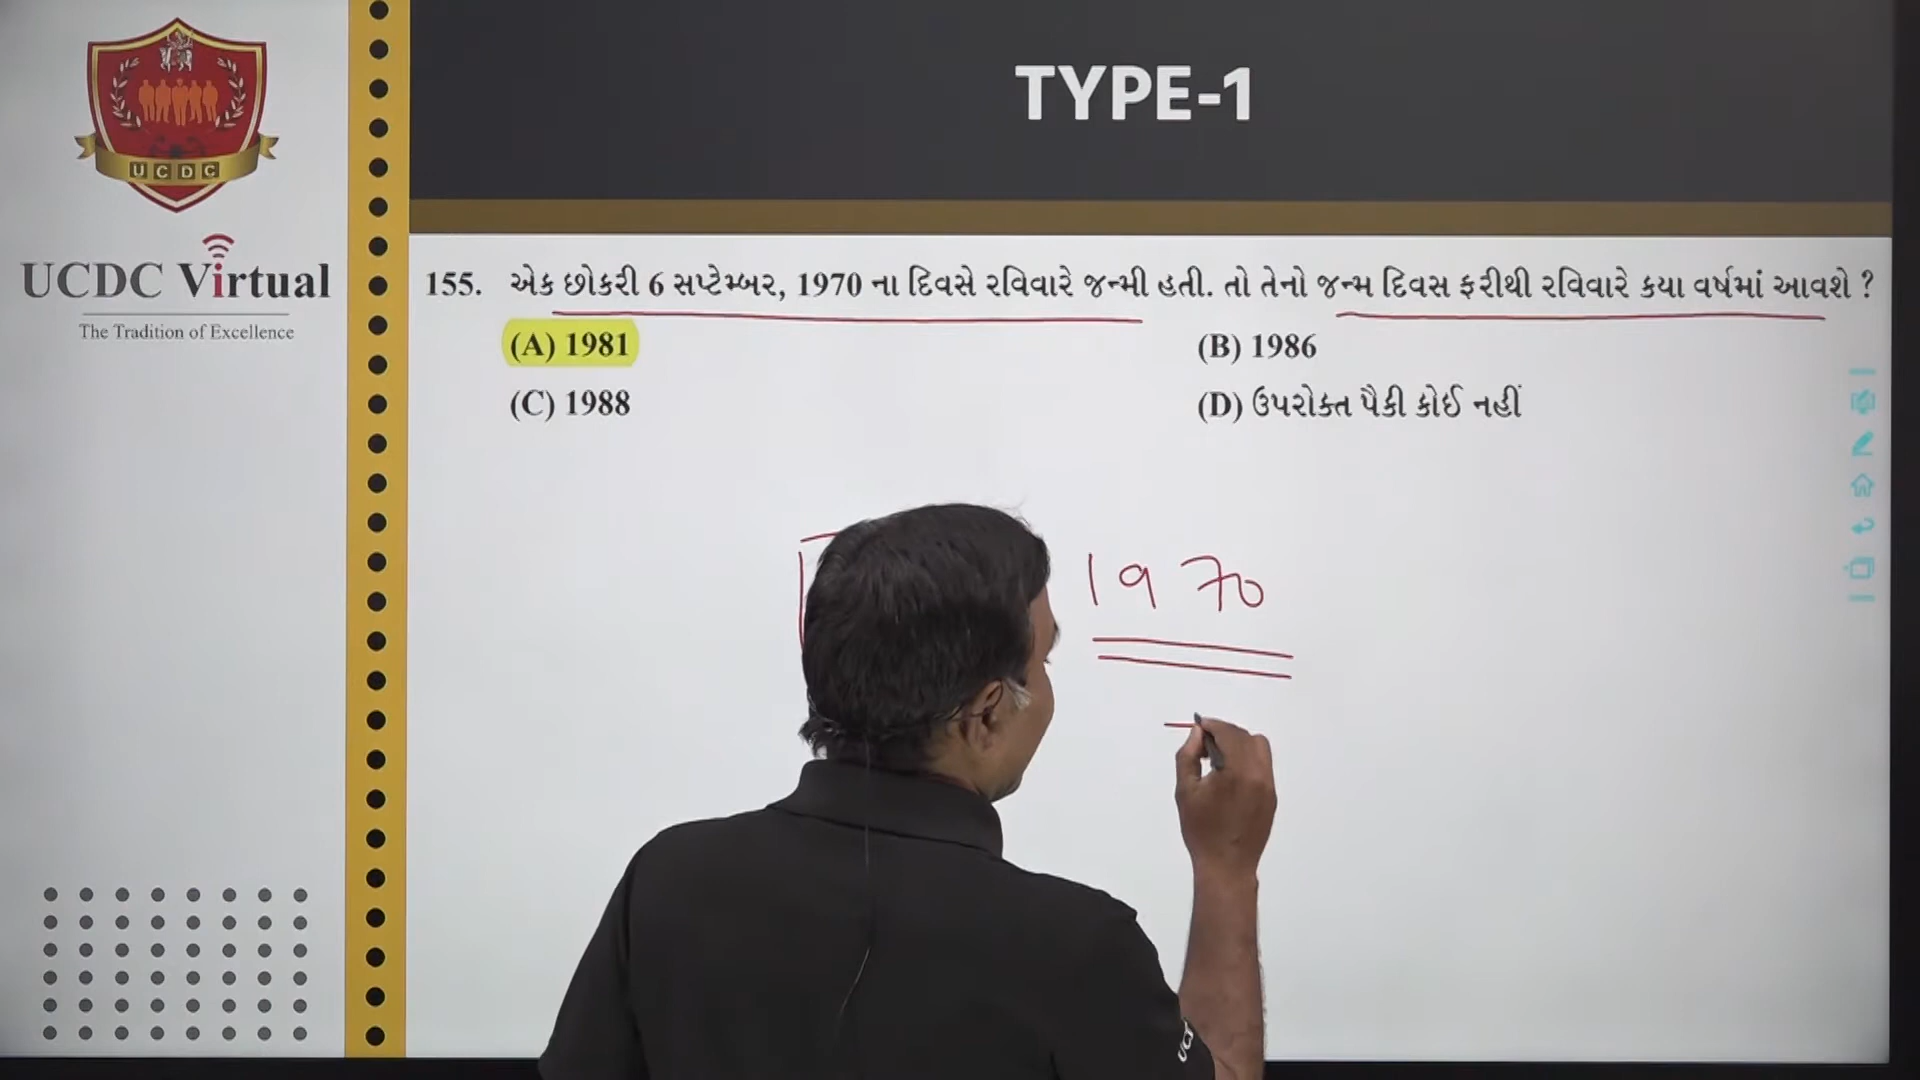 TYPE-1
UCDC
UCDC Virtual
The Tradition of Excellence
155. એક છોકરી 6 સપ્ટેમ્બર, 1970 ના દિવસે રવિવારે જન્મી હતી. તો તેનો જન્મ દિવસ ફરીથી રવિવારે કયા વર્ષમાં આવશે ?
(A) 1981
(B) 1986
(C) 1988
(D) ઉપરોક્ત પૈકી કોઈ નહીં
1970